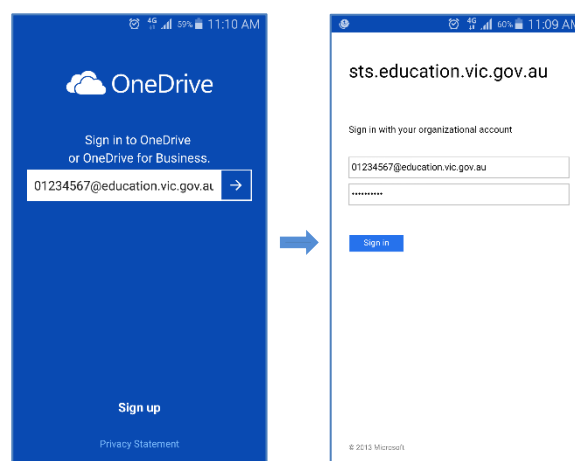 4G 59% 11:10 AM
OneDrive
Sign in to OneDrive
or OneDrive for Business.
01234567@education.vic.gov.au
Sign up
Privacy Statement
4G 60% 11:09 AM
sts.education.vic.gov.au
Sign in with your organizational account
01234567@education.vic.gov.au
••••••••••
Sign in
© 2013 Microsoft